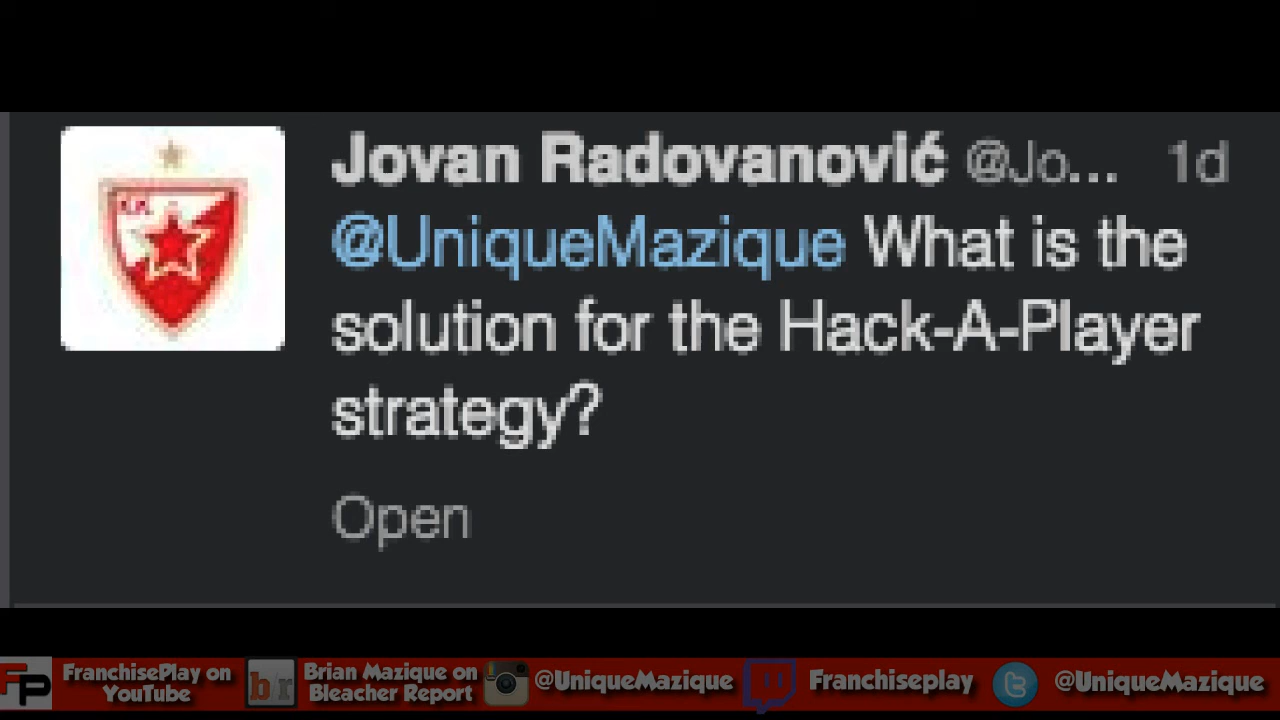 Jovan Radovanović @Jo... 1d
@UniqueMazique What is the
solution for the Hack-A-Player
strategy?
Open
FP FranchisePlay on
YouTube
b/r Brian Mazique on
Bleacher Report
@UniqueMazique
Franchiseplay
@UniqueMazique